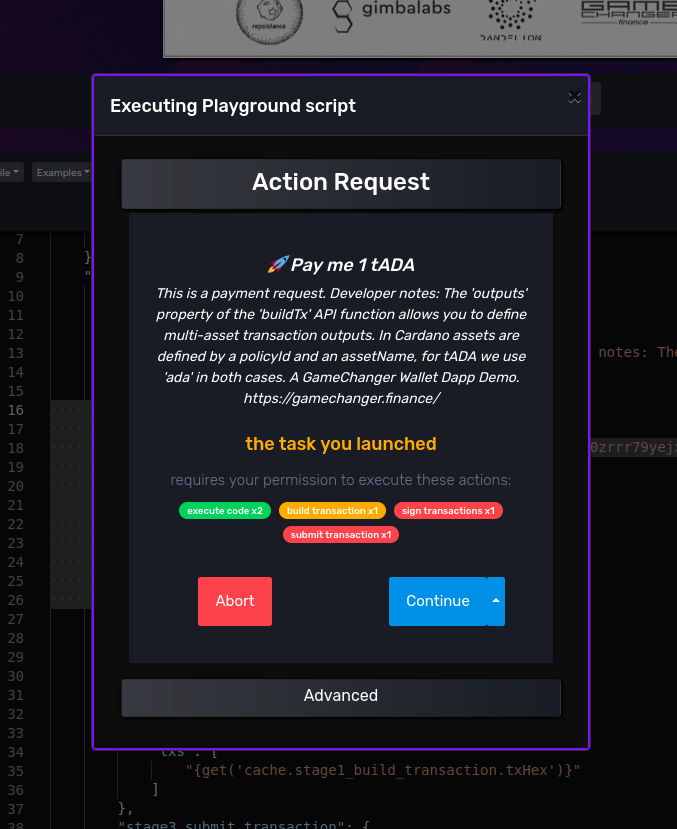 repsistance
gimbalabs
DANDELION
GAME
CHANGER
finance
Executing Playground script
×
Action Request
Examples
🚀Pay me 1 tADA
This is a payment request. Developer notes: The 'outputs'
property of the 'buildTx' API function allows you to define
multi-asset transaction outputs. In Cardano assets are
defined by a policyId and an assetName, for tADA we use
'ada' in both cases. A GameChanger Wallet Dapp Demo.
https://gamechanger.finance/
the task you launched
requires your permission to execute these actions:
execute code x2
build transaction x1
sign transactions x1
submit transaction x1
Abort
Continue
Advanced
7
8 }
9 "
10
11
12
13 notes: The
14
15
16
17
18 0zrrr79yej
19
20
21
22
23
24
25
26
27
28
29
30
31
32
33
34 txs": [
35 "{get('cache.stage1_build_transaction.txHex')}"
36 ]
37 },
38 "stage3_submit_transaction": {